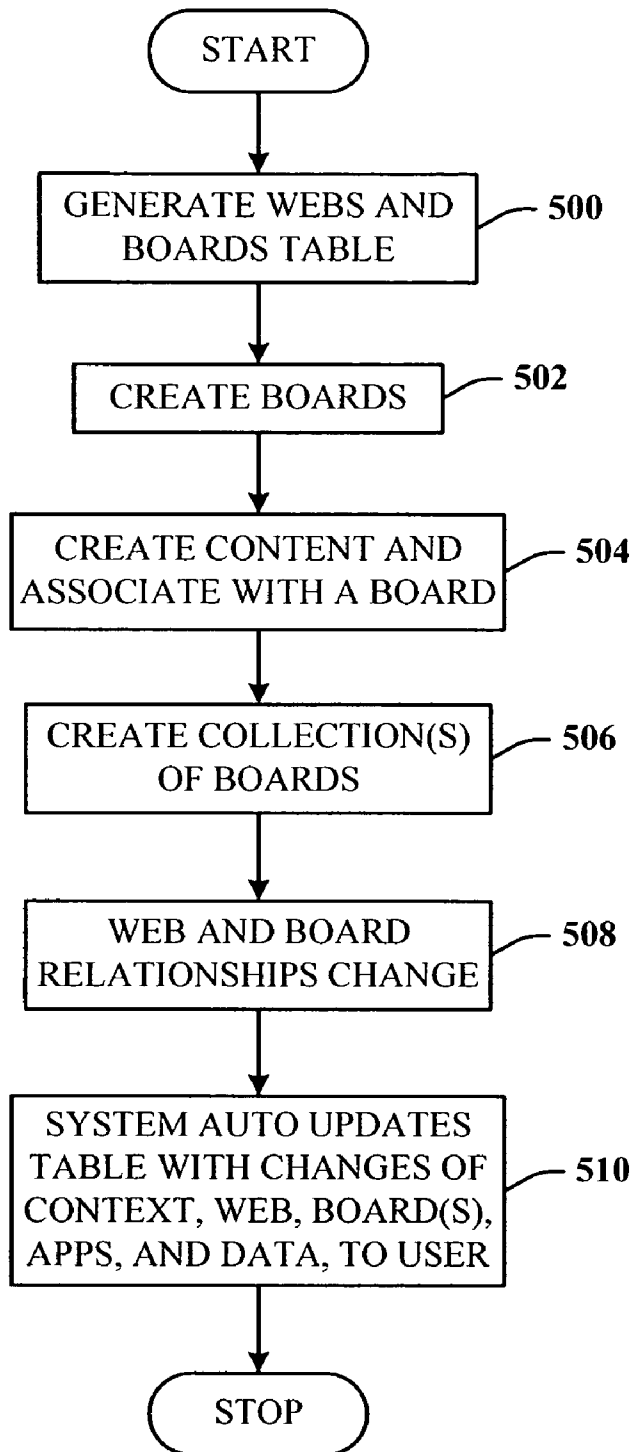 START
GENERATE WEBS AND
BOARDS TABLE
500
CREATE BOARDS
502
CREATE CONTENT AND
ASSOCIATE WITH A BOARD
504
CREATE COLLECTION(S)
OF BOARDS
506
WEB AND BOARD
RELATIONSHIPS CHANGE
508
SYSTEM AUTO UPDATES
TABLE WITH CHANGES OF
CONTEXT, WEB, BOARD(S),
APPS, AND DATA, TO USER
510
STOP